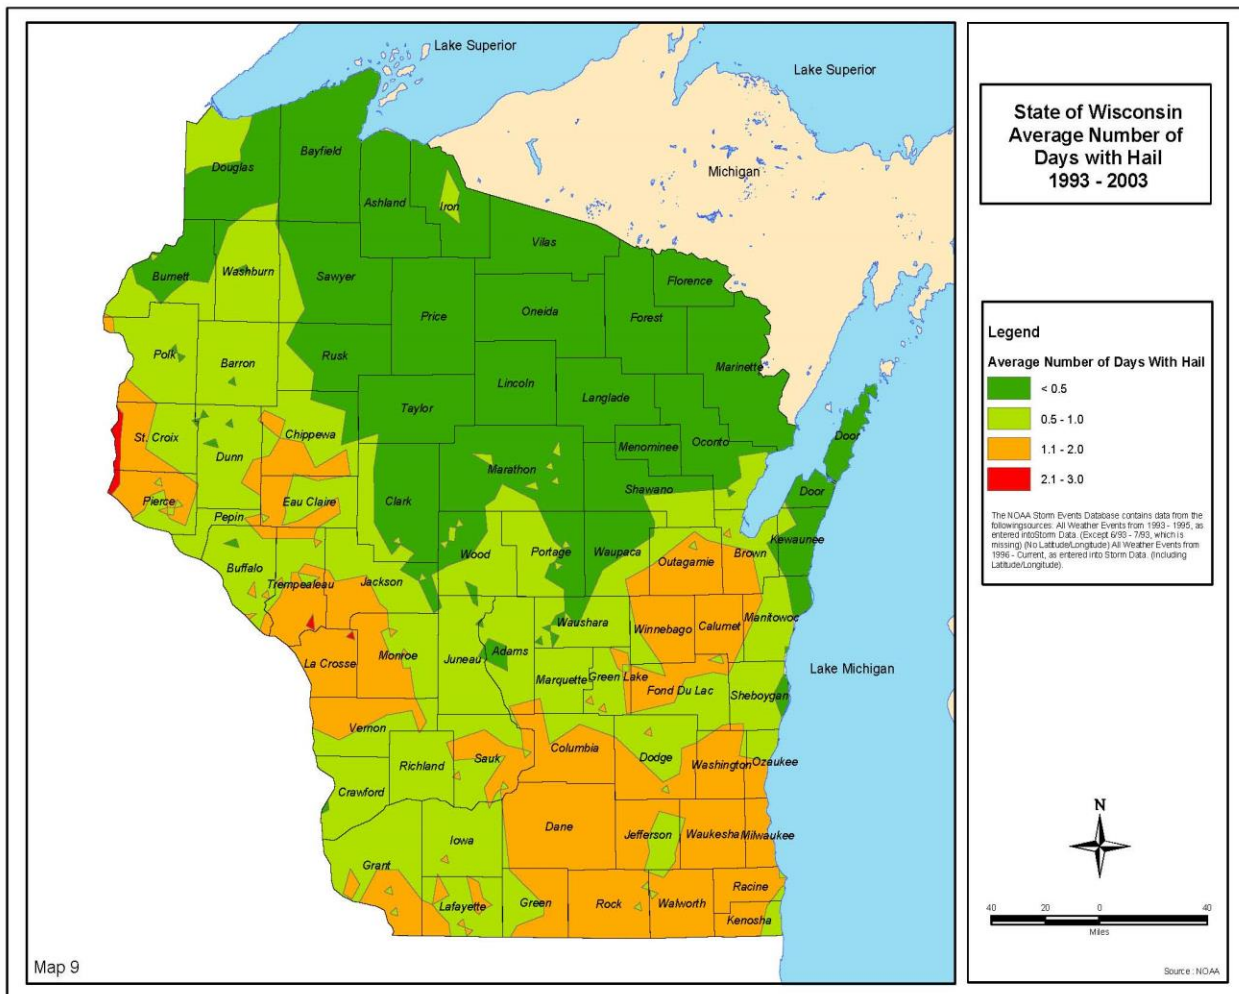 Lake Superior
Lake Superior
Michigan
Douglas
Bayfield
Ashland
Iron
Vilas
Burnett
Washburn
Sawyer
Florence
Price
Oneida
Forest
Polk
Barron
Rusk
Marinette
Lincoln
Langlade
Taylor
Chippewa
St. Croix
Dunn
Menominee
Oconto
Door
Marathon
Door
Shawano
Pierce
Eau Claire
Clark
Pepin
Wood
Portage
Waupaca
Kewaunee
Brown
Outagamie
Buffalo
Trempealeau
Jackson
Waushara
Winnebago
Calumet
Manitowoc
La Crosse
Monroe
Juneau
Adams
Marquette
Green Lake
Fond Du Lac
Sheboygan
Lake Michigan
Vernon
Columbia
Dodge
Washington
Ozaukee
Richland
Sauk
Crawford
Dane
Jefferson
Waukesha
Milwaukee
Iowa
Grant
Lafayette
Green
Rock
Walworth
Racine
Kenosha
Map 9
State of Wisconsin
Average Number of
Days with Hail
1993 - 2003
Legend
Average Number of Days With Hail
< 0.5
0.5 - 1.0
1.1 - 2.0
2.1 - 3.0
The NOAA Storm Events Database contains data from the
followingsources: All Weather Events from 1993 - 1995, as
entered intoStorm Data. (Except 6/93 - 7/93, which is
missing) (No Latitude/Longitude) All Weather Events from
1996 - Current, as entered into Storm Data. (Including
Latitude/Longitude).
N
40 20 0 40
Miles
Source : NOAA